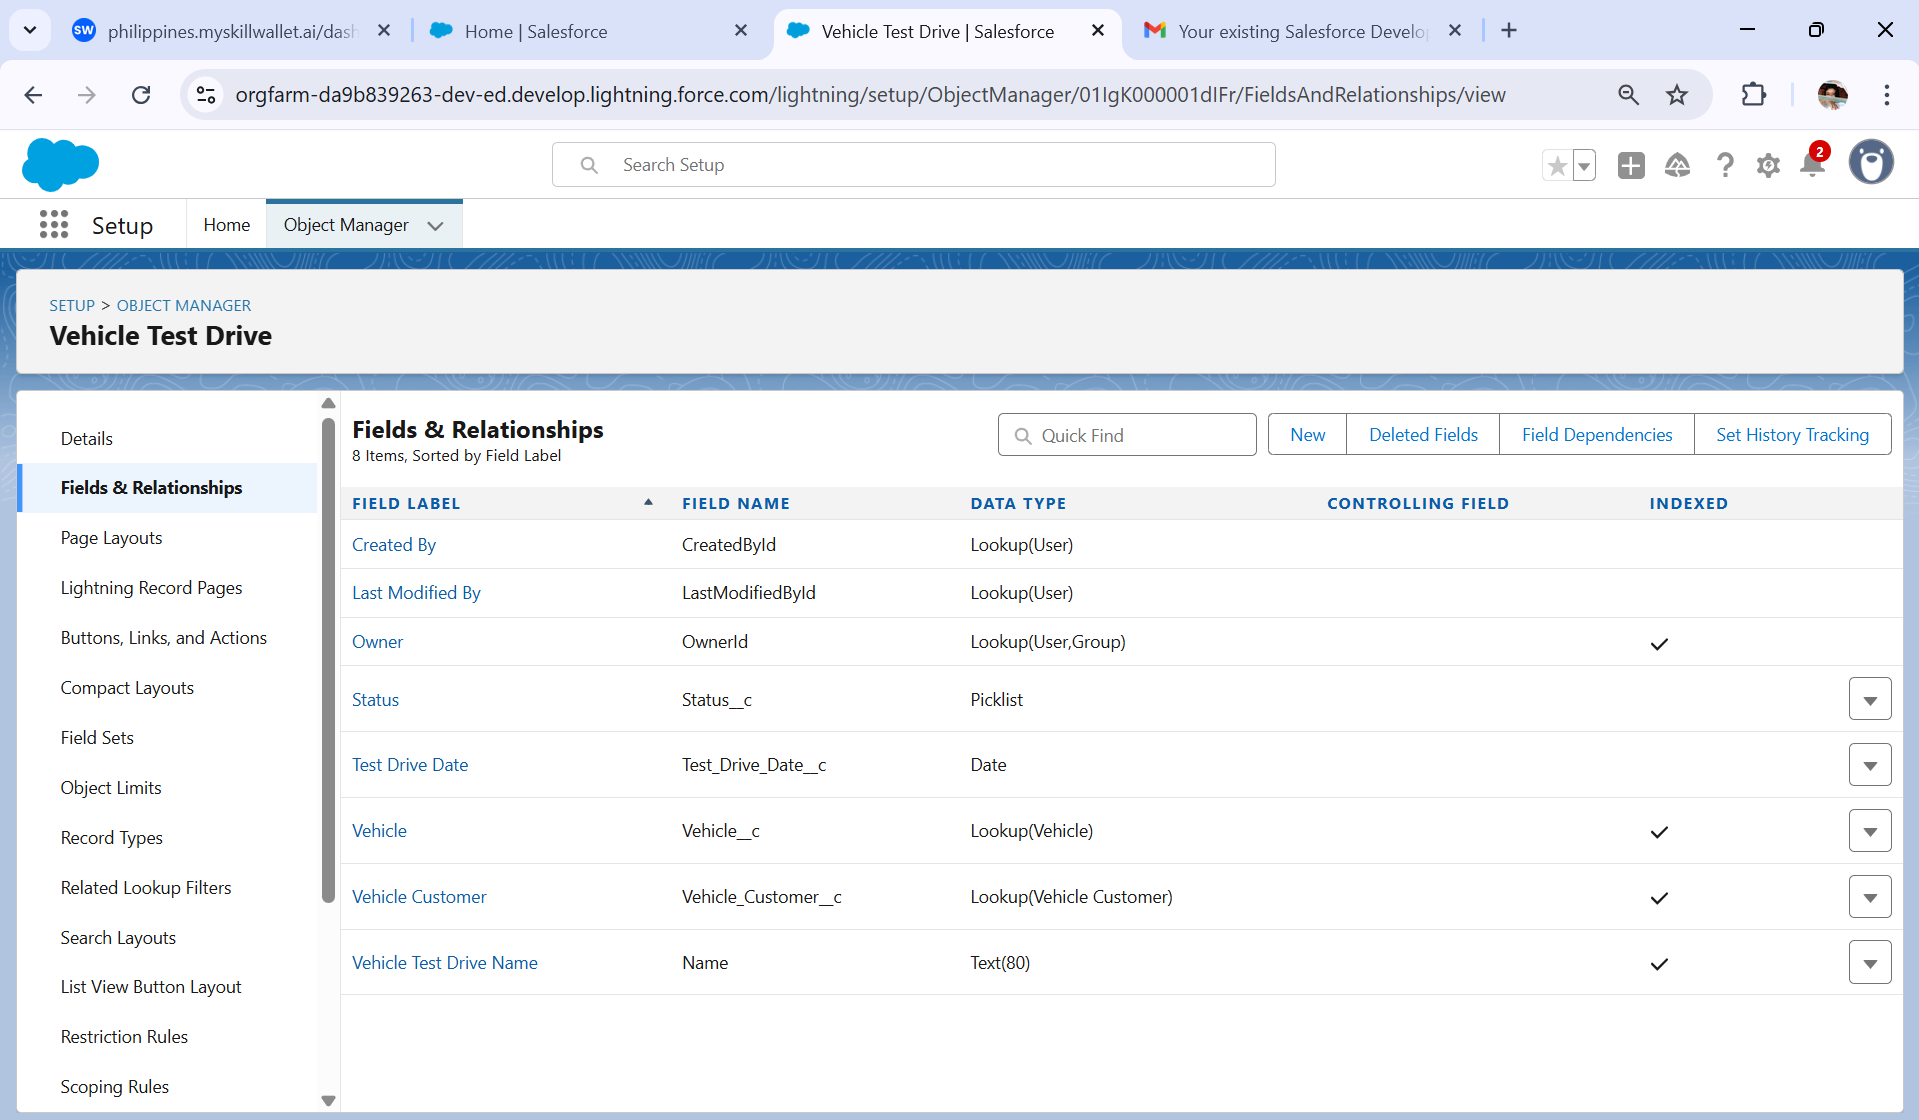 SW philippines.myskillwallet.ai/dash
Home | Salesforce
Vehicle Test Drive | Salesforce
Your existing Salesforce Develo
orgfarm-da9b839263-dev-ed.develop.lightning.force.com/lightning/setup/ObjectManager/01IgK000001dIFr/FieldsAndRelationships/view
Search Setup
2
Setup
Home
Object Manager
SETUP > OBJECT MANAGER
Vehicle Test Drive
Details
Fields & Relationships
Page Layouts
Lightning Record Pages
Buttons, Links, and Actions
Compact Layouts
Field Sets
Object Limits
Record Types
Related Lookup Filters
Search Layouts
List View Button Layout
Restriction Rules
Scoping Rules
Fields & Relationships
8 Items, Sorted by Field Label
Quick Find
New
Deleted Fields
Field Dependencies
Set History Tracking
FIELD LABEL FIELD NAME DATA TYPE CONTROLLING FIELD INDEXED
Created By CreatedById Lookup(User)
Last Modified By LastModifiedById Lookup(User)
Owner OwnerId Lookup(User,Group)
Status Status__c Picklist
Test Drive Date Test_Drive_Date__c Date
Vehicle Vehicle__c Lookup(Vehicle)
Vehicle Customer Vehicle_Customer__c Lookup(Vehicle Customer)
Vehicle Test Drive Name Name Text(80)